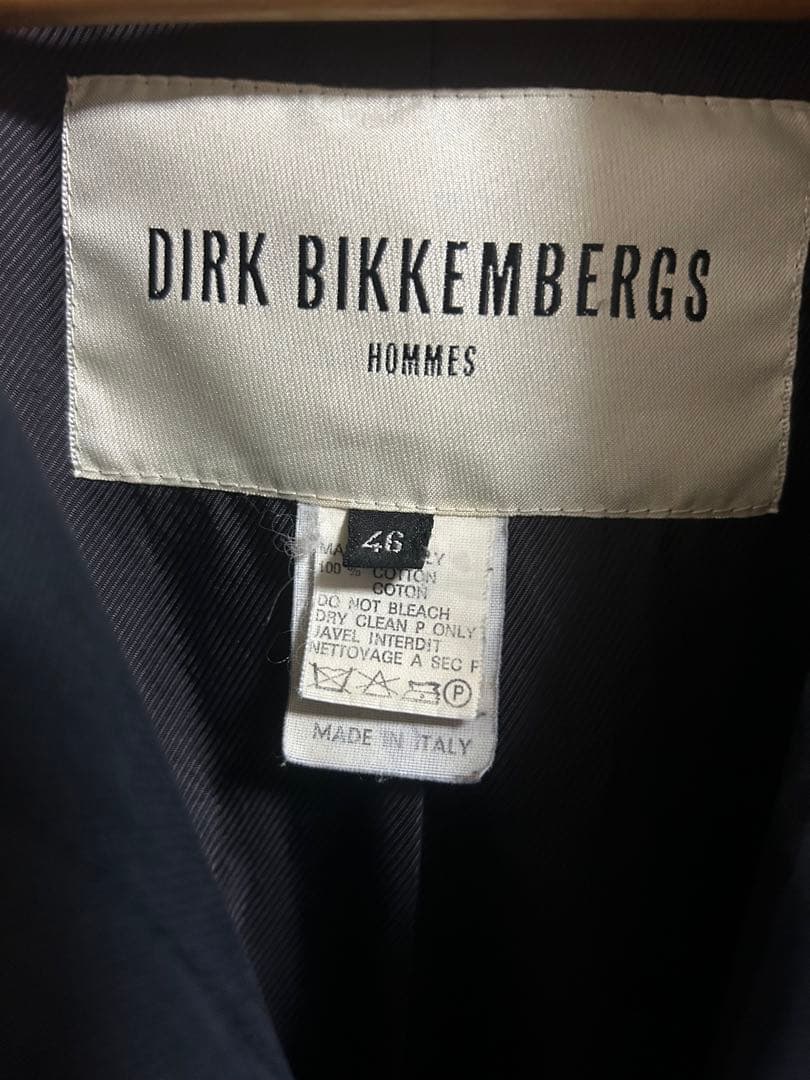 DIRK BIKKEMBERGS
HOMMES
46
100 % COTTON
COTON
DO NOT BLEACH
DRY CLEAN P ONLY
JAVEL INTERDIT
NETTOVAGE A SEC P
P
MADE IN ITALY